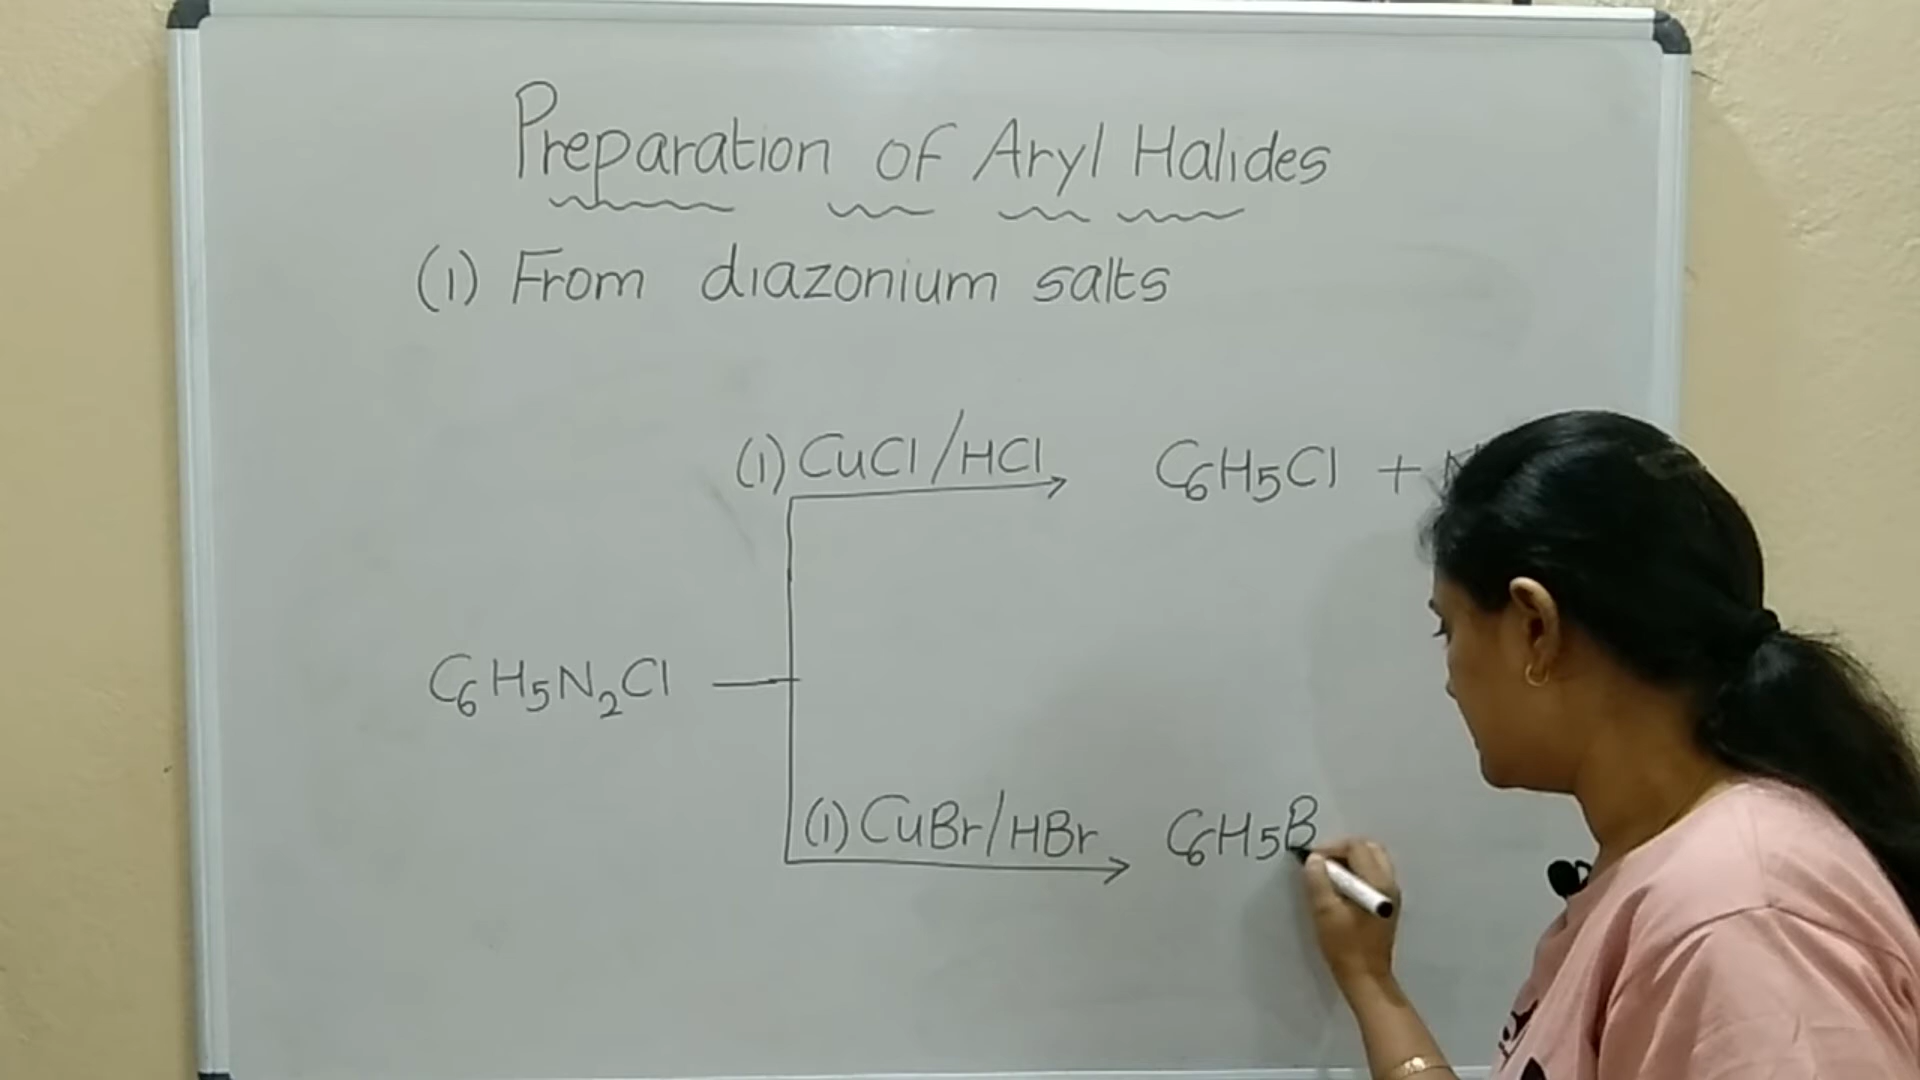 Preparation of Aryl Halides
(1) From diazonium salts
(1) CuCl/HCl C6H5Cl +
C6H5N2Cl
(1) CuBr/HBr C6H5B